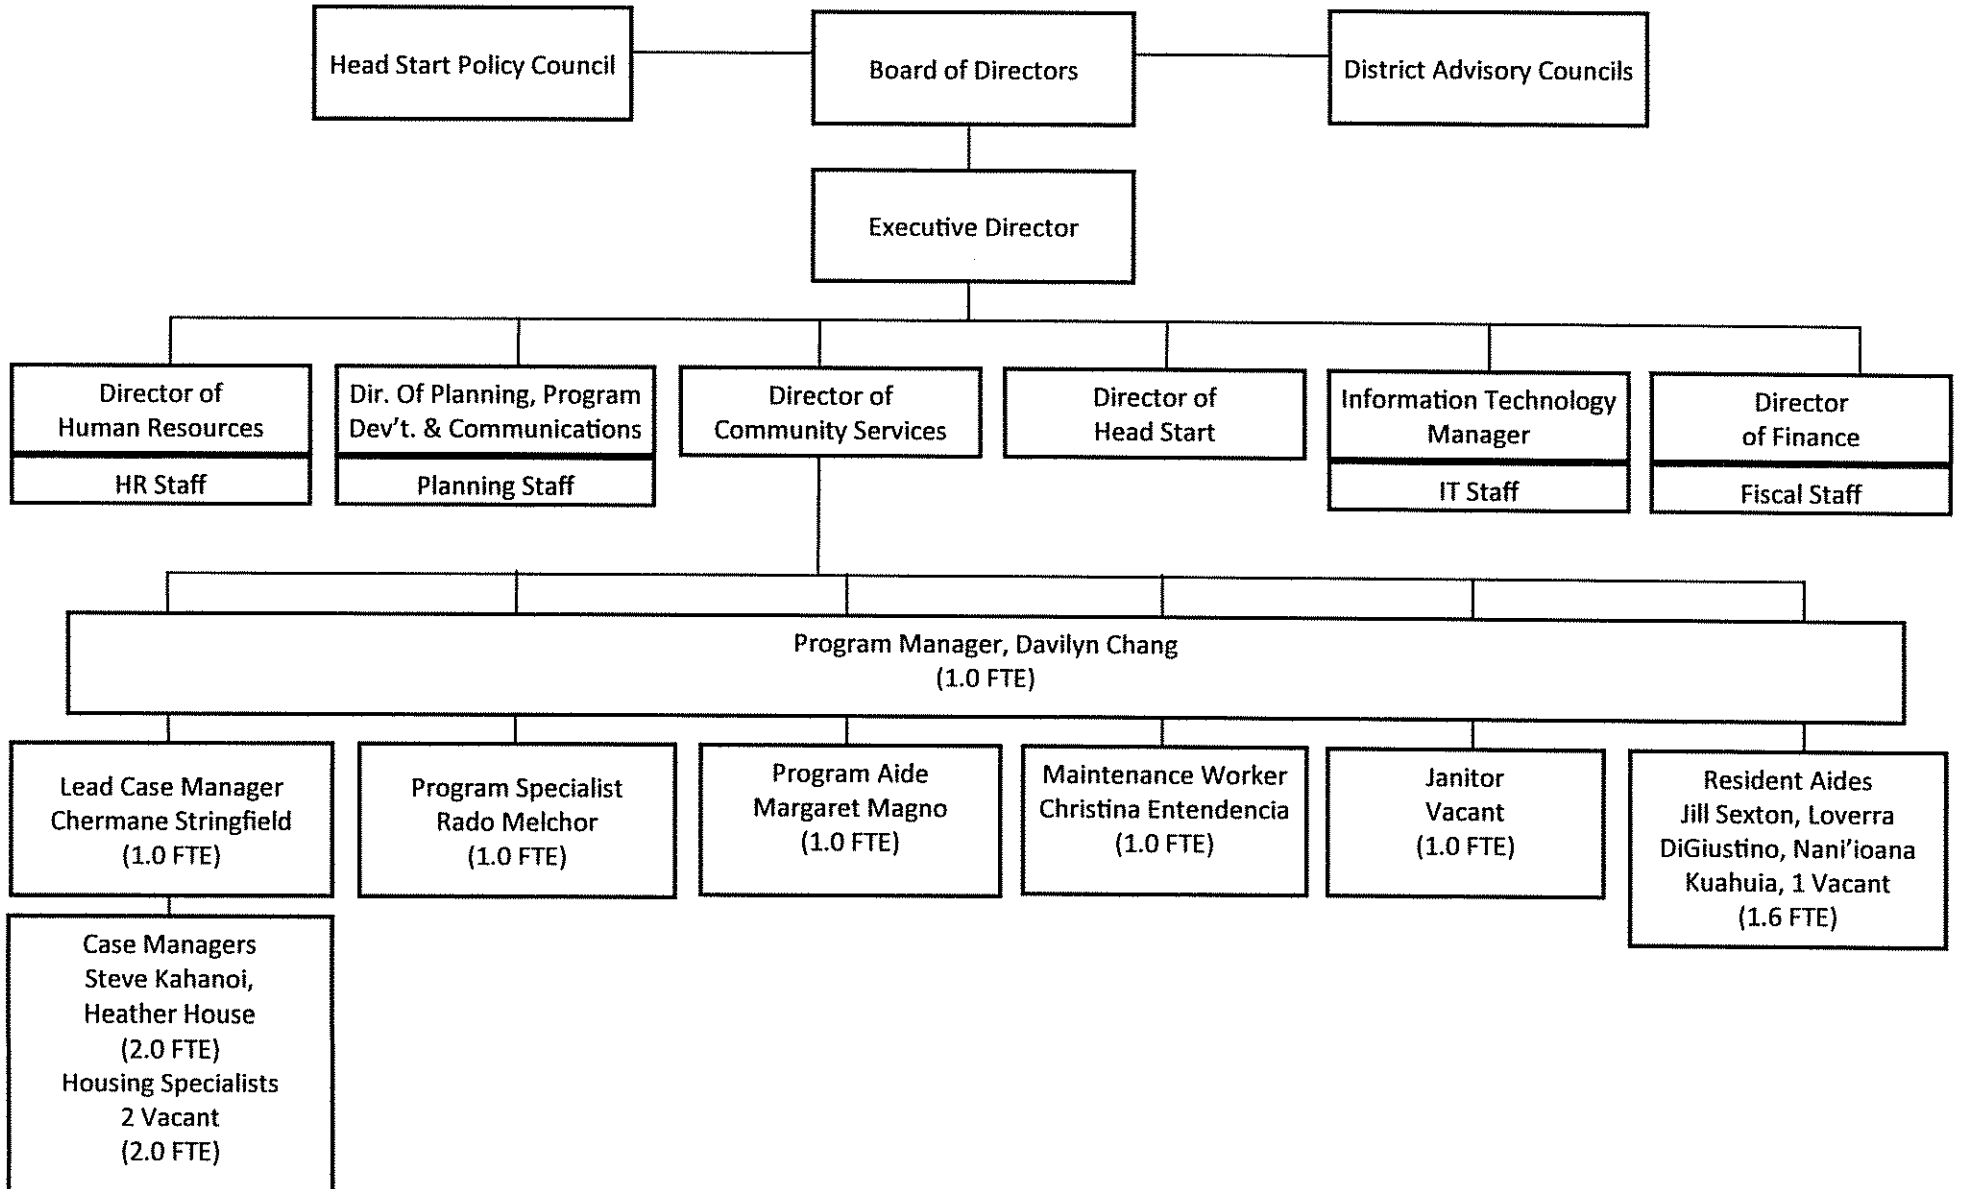 Head Start Policy Council
Board of Directors
District Advisory Councils
Executive Director
Director of
Human Resources
HR Staff
Dir. Of Planning, Program
Dev't. & Communications
Planning Staff
Director of
Community Services
Director of
Head Start
Information Technology
Manager
IT Staff
Director
of Finance
Fiscal Staff
Program Manager, Davilyn Chang
(1.0 FTE)
Lead Case Manager
Chermane Stringfield
(1.0 FTE)
Program Specialist
Rado Melchor
(1.0 FTE)
Program Aide
Margaret Magno
(1.0 FTE)
Maintenance Worker
Christina Entendencia
(1.0 FTE)
Janitor
Vacant
(1.0 FTE)
Resident Aides
Jill Sexton, Loverra
DiGiustino, Nani'ioana
Kuahuia, 1 Vacant
(1.6 FTE)
Case Managers
Steve Kahanoi,
Heather House
(2.0 FTE)
Housing Specialists
2 Vacant
(2.0 FTE)